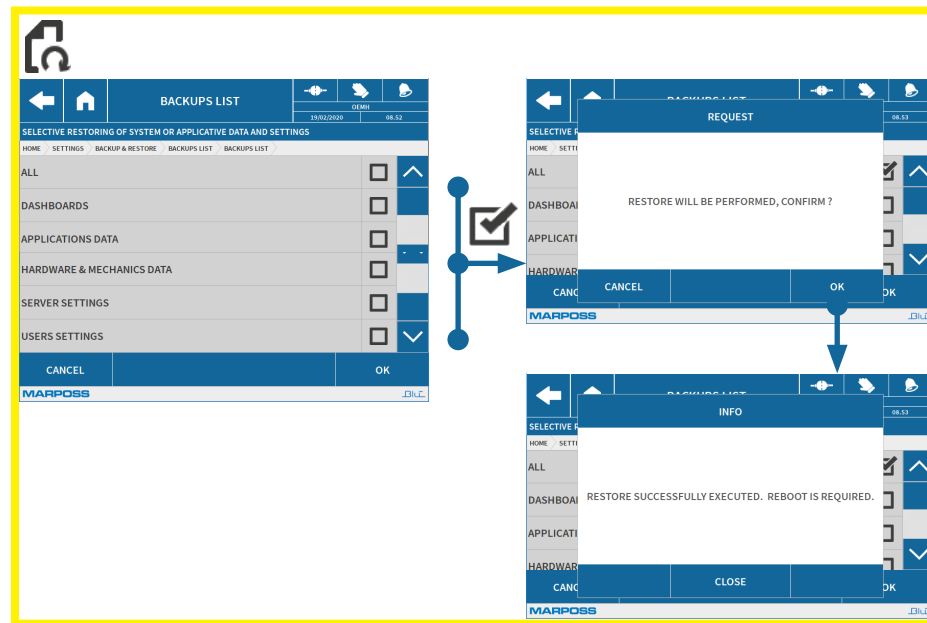 BACKUPS LIST
OEMH
19/02/2020 08.52
SELECTIVE RESTORING OF SYSTEM OR APPLICATIVE DATA AND SETTINGS
HOME SETTINGS BACKUP & RESTORE BACKUPS LIST BACKUPS LIST
ALL
DASHBOARDS
APPLICATIONS DATA
HARDWARE & MECHANICS DATA
SERVER SETTINGS
USERS SETTINGS
CANCEL OK
MARPOSS BLÚ
REQUEST
08.53
SELECTIVE R
HOME SETTI
ALL
DASHBOA
RESTORE WILL BE PERFORMED, CONFIRM ?
APPLICATI
HARDWAR
CANCEL OK
CANC OK
MARPOSS
INFO
08.53
SELECTIVE R
HOME SETTI
ALL
DASHBOA
RESTORE SUCCESSFULLY EXECUTED. REBOOT IS REQUIRED.
APPLICATI
HARDWAR
CLOSE
CANC OK
MARPOSS